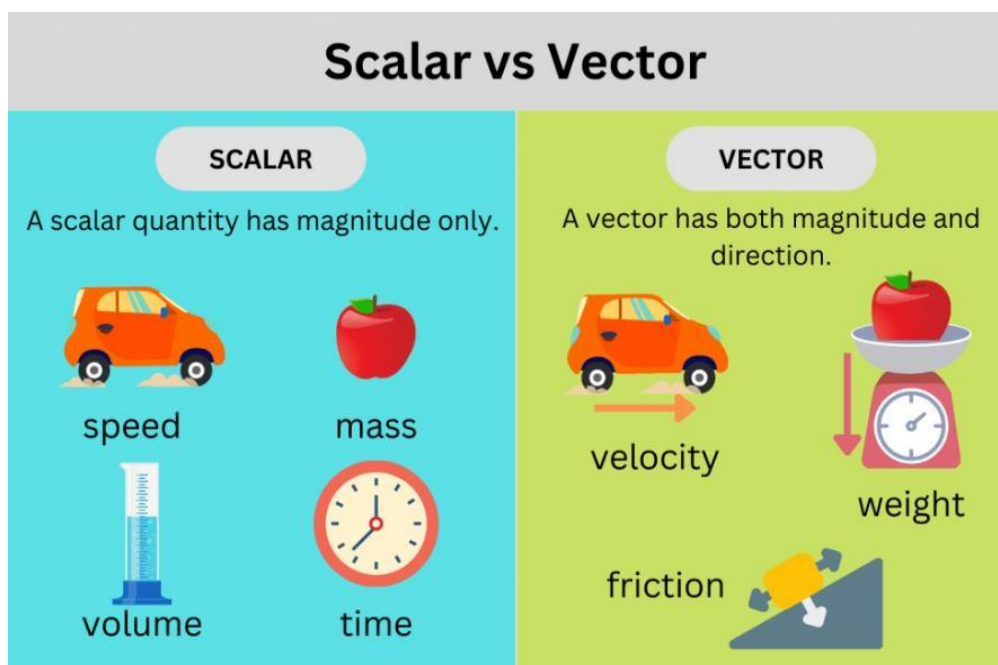 Scalar vs Vector
SCALAR
A scalar quantity has magnitude only.
speed
mass
volume
time
VECTOR
A vector has both magnitude and
direction.
velocity
weight
friction